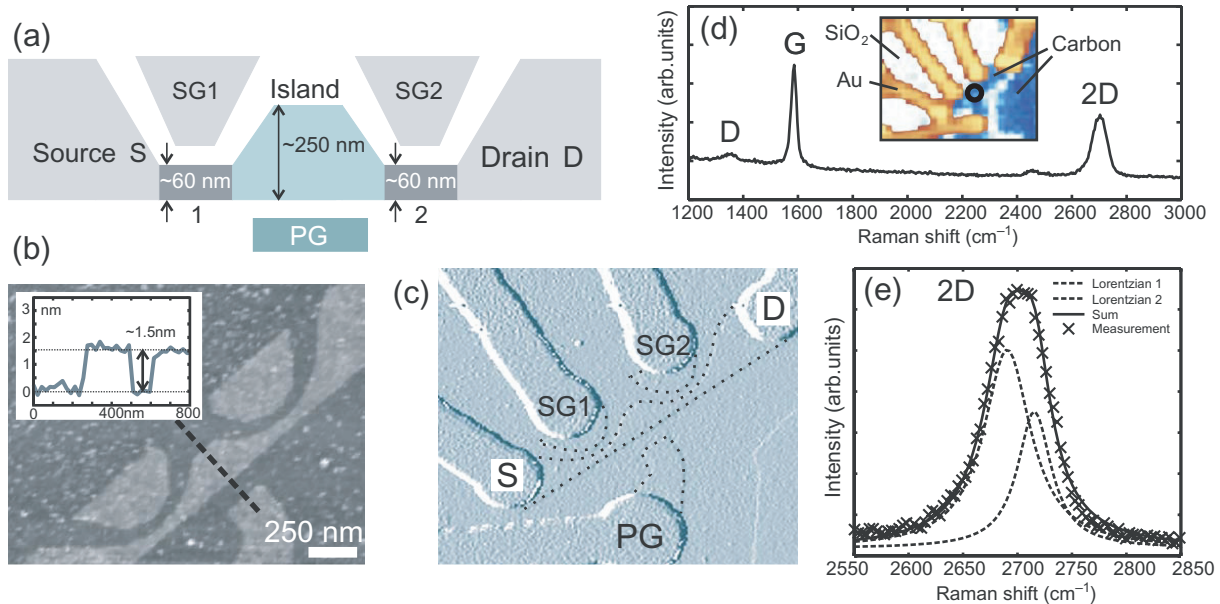 (a)
SG1
Island
SG2
Source S
~250 nm
Drain D
~60 nm
~60 nm
1
2
PG
(b)
3
nm
2
~1.5nm
1
0
0
400nm
800
250 nm
(c)
D
SG2
SG1
S
PG
(d)
Intensity (arb.units)
D
G
2D
SiO₂
Au
Carbon
1200
1400
1600
1800
2000
2200
2400
2600
2800
3000
Raman shift (cm⁻¹)
(e)
2D
Lorentzian 1
Lorentzian 2
Sum
Measurement
Intensity (arb.units)
2550
2600
2650
2700
2750
2800
2850
Raman shift (cm⁻¹)